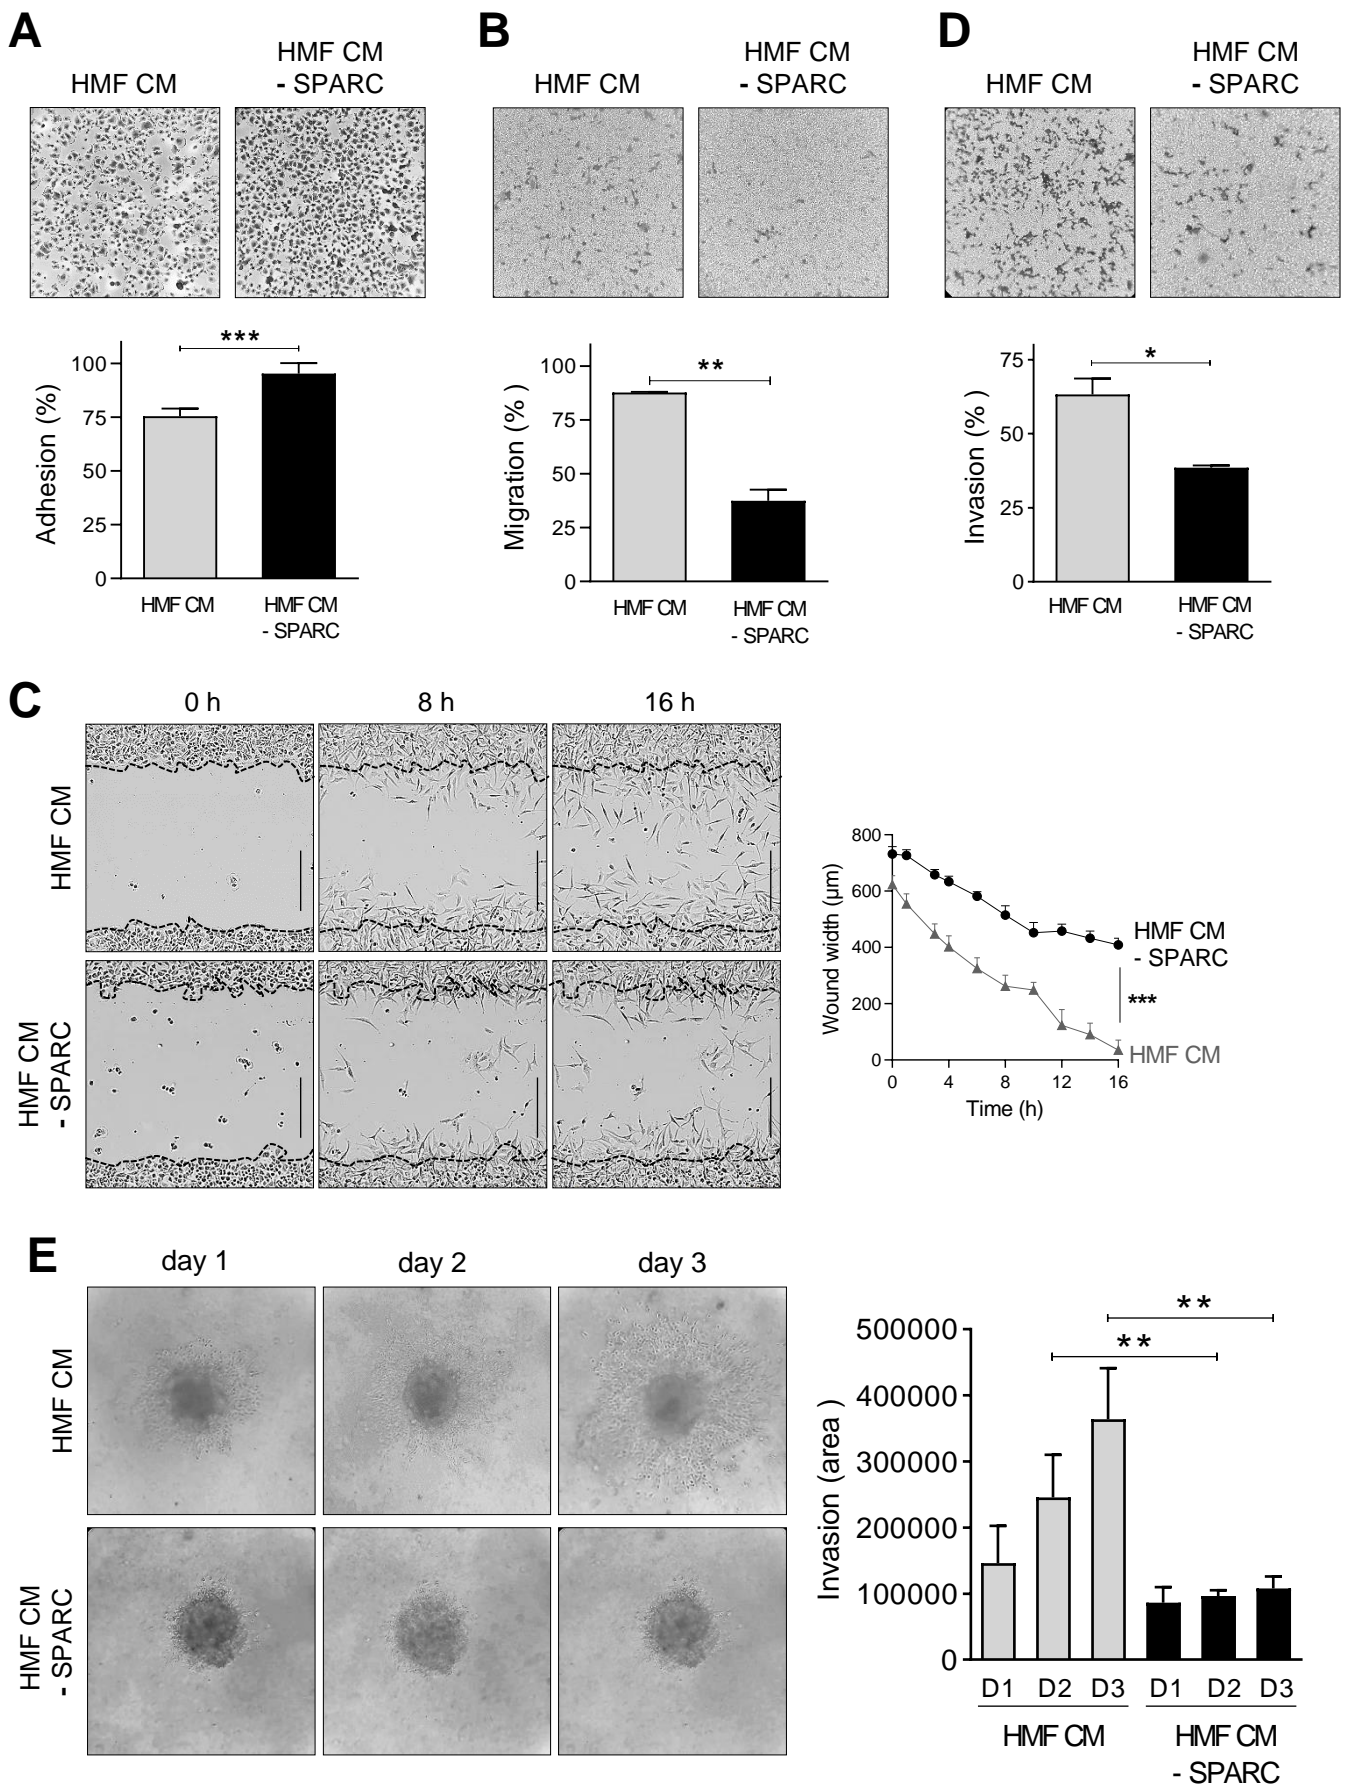 A
HMF CM
HMF CM
- SPARC
***
Adhesion (%)
100
75
50
25
0
HMF CM
HMF CM
- SPARC
B
HMF CM
HMF CM
- SPARC
**
Migration (% )
100
75
50
25
0
HMF CM
HMF CM
- SPARC
D
HMF CM
HMF CM
- SPARC
*
Invasion (% )
75
50
25
0
HMF CM
HMF CM
- SPARC
C
0 h
8 h
16 h
HMF CM
HMF CM
- SPARC
Wound width (µm)
800
600
400
200
0
0
4
8
12
16
Time (h)
HMF CM
- SPARC
***
HMF CM
E
day 1
day 2
day 3
HMF CM
HMF CM
- SPARC
Invasion (area )
500000
400000
300000
200000
100000
0
**
**
D1
D2
D3
D1
D2
D3
HMF CM
HMF CM
- SPARC